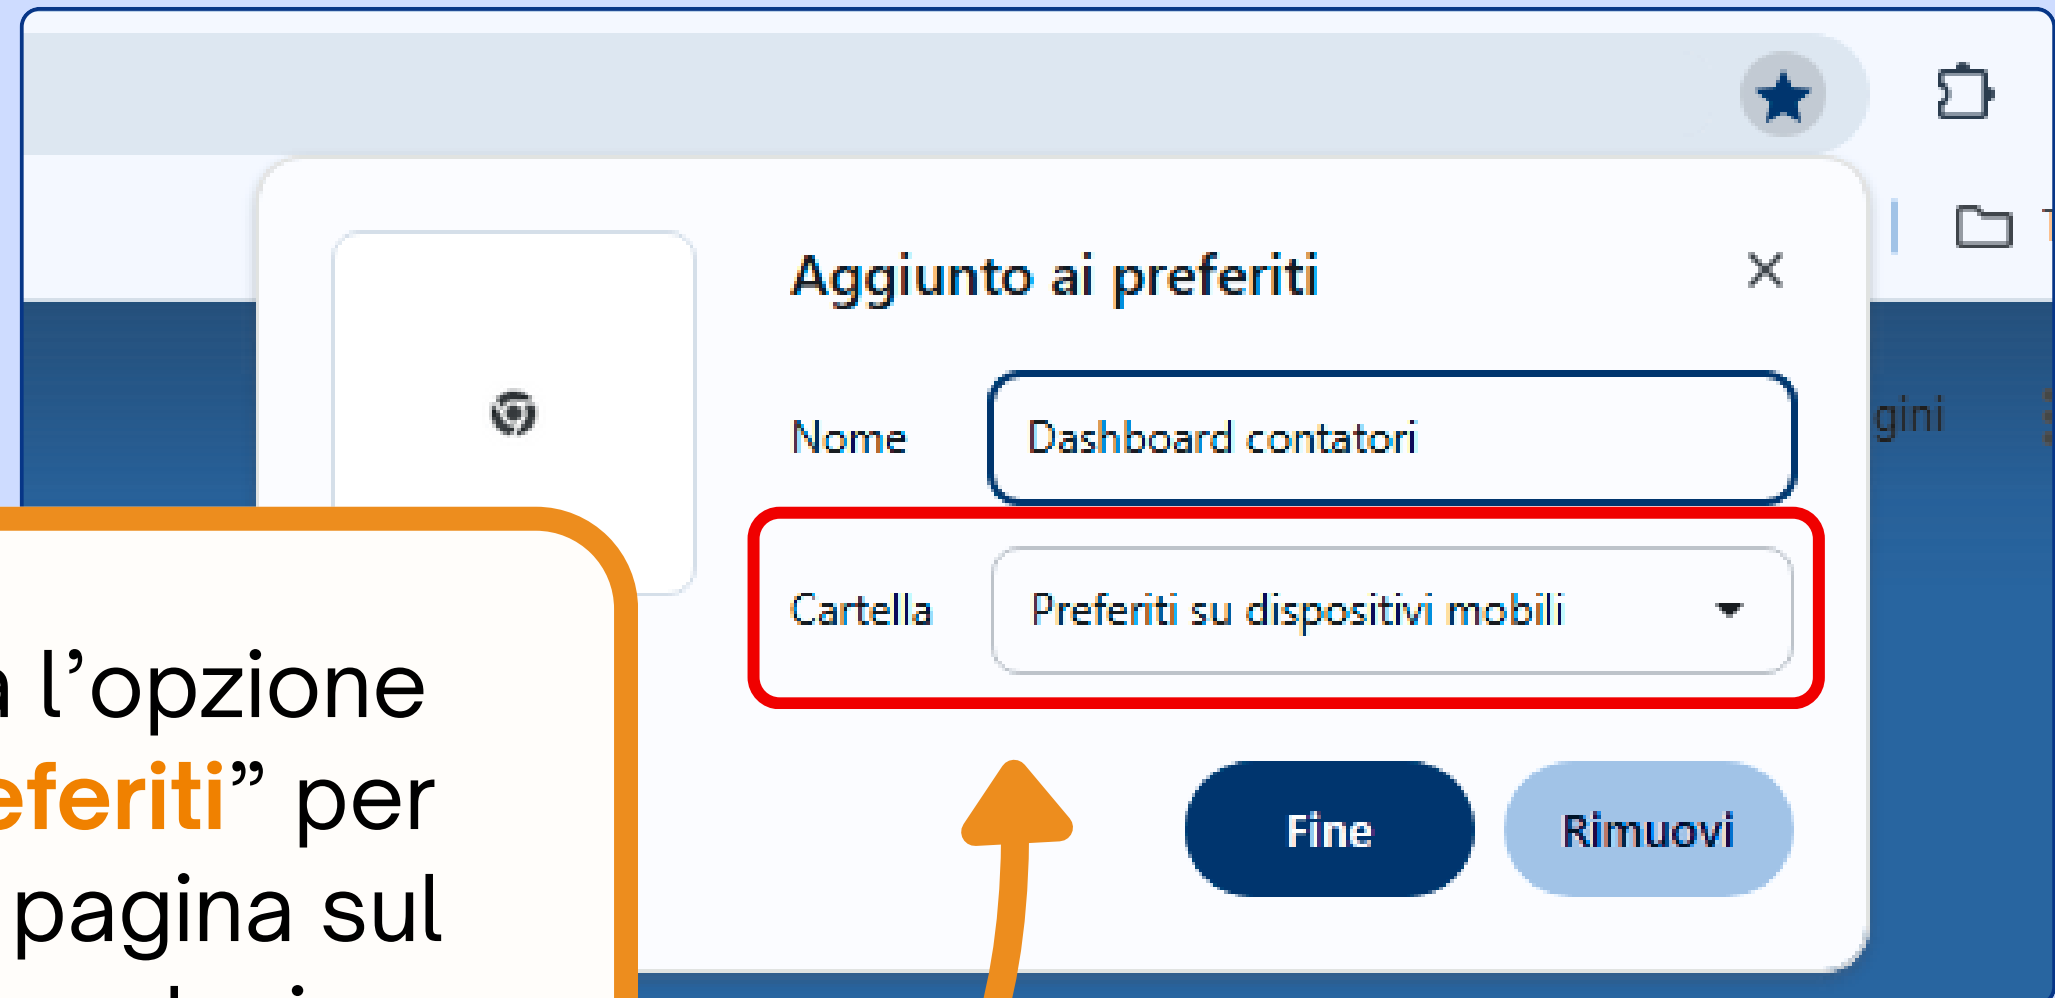 Aggiunto ai preferiti
Nome
Dashboard contatori
gini
Cartella
Preferiti su dispositivi mobili
Fine
Rimuovi
l’opzione
eferiti” per
pagina sul